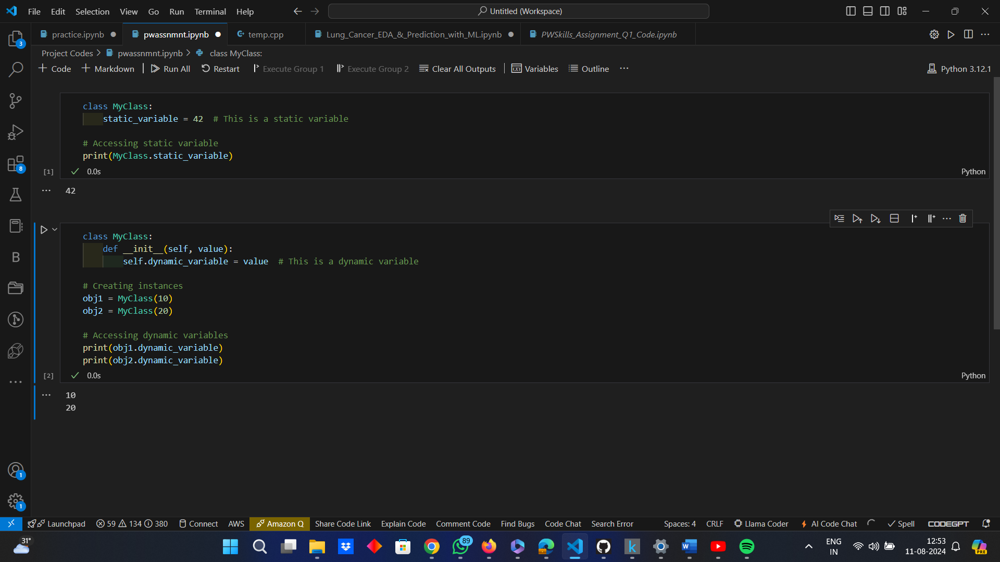 File Edit Selection View Go Run Terminal Help Untitled (Workspace)
practice.ipynb pwassnmnt.ipynb temp.cpp Lung_Cancer_EDA_&_Prediction_with_ML.ipynb PWSkills_Assignment_Q1_Code.ipynb
3
Project Codes > pwassnmnt.ipynb > class MyClass:
+ Code + Markdown | Run All Restart Execute Group 1 Execute Group 2 Clear All Outputs | Variables Outline ... Python 3.12.1
class MyClass:
    static_variable = 42  # This is a static variable
# Accessing static variable
print(MyClass.static_variable)
[1] 0.0s Python
8
42
class MyClass:
    def __init__(self, value):
        self.dynamic_variable = value  # This is a dynamic variable
B
# Creating instances
obj1 = MyClass(10)
obj2 = MyClass(20)
# Accessing dynamic variables
print(obj1.dynamic_variable)
print(obj2.dynamic_variable)
[2] 0.0s Python
10
20
1
1
Launchpad 59 134 380 Connect AWS Amazon Q Share Code Link Explain Code Comment Code Find Bugs Code Chat Search Error Spaces: 4 CRLF Llama Coder AI Code Chat Spell CODEGPT
31°
89
W
k
ENG
IN
12:53
11-08-2024
PRE